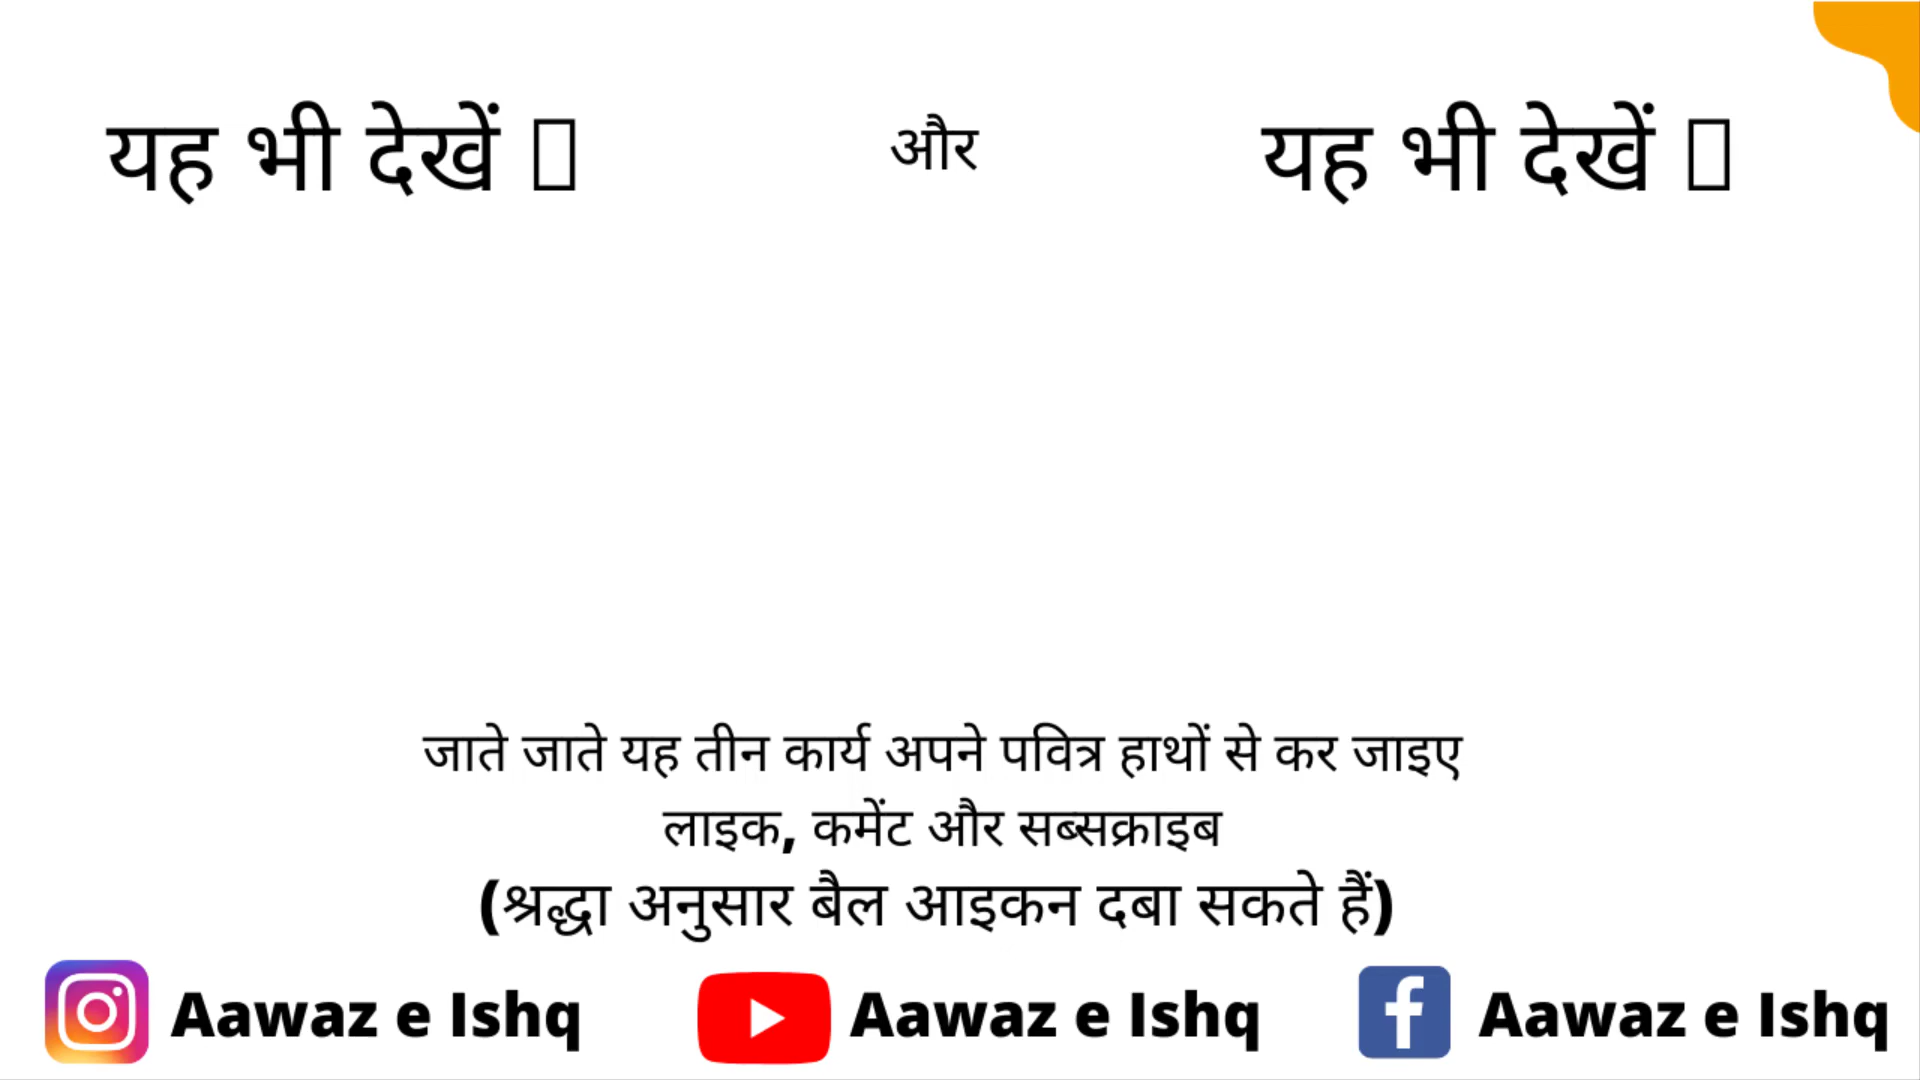 यह भी देखें और यह भी देखें
जाते जाते यह तीन कार्य अपने पवित्र हाथों से कर जाइए
लाइक, कमेंट और सब्सक्राइब
(श्रद्धा अनुसार बैल आइकन दबा सकते हैं)
Aawaz e Ishq Aawaz e Ishq Aawaz e Ishq